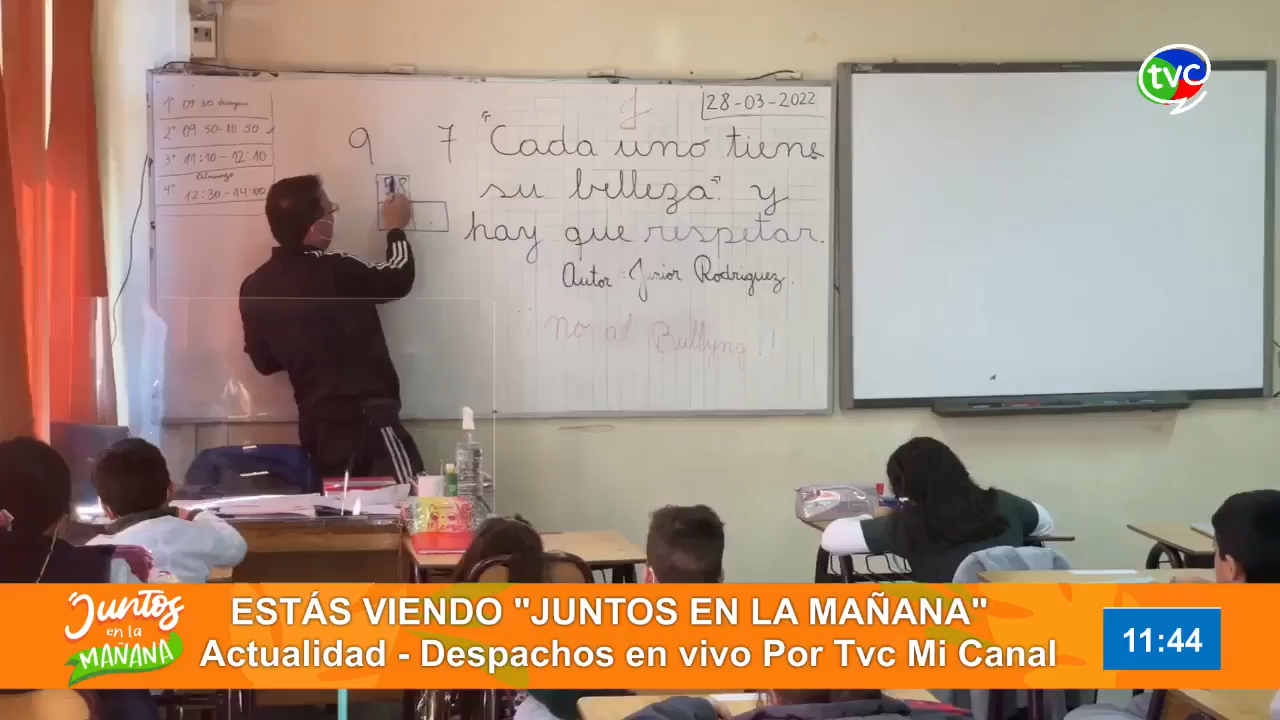 tvc
28-03-2022
1° 09 30
2° 09 50-10 50
3° 11:10-12:10
Almuerzo
4° 12:30-14:00
9 7
"Cada uno tiene
su belleza" y
hay que respetar.
Autor: Junior Rodriguez.
¡¡ No al Bullyng!!
Juntos
en la
MAÑANA
ESTÁS VIENDO "JUNTOS EN LA MAÑANA"
Actualidad - Despachos en vivo Por Tvc Mi Canal
11:44